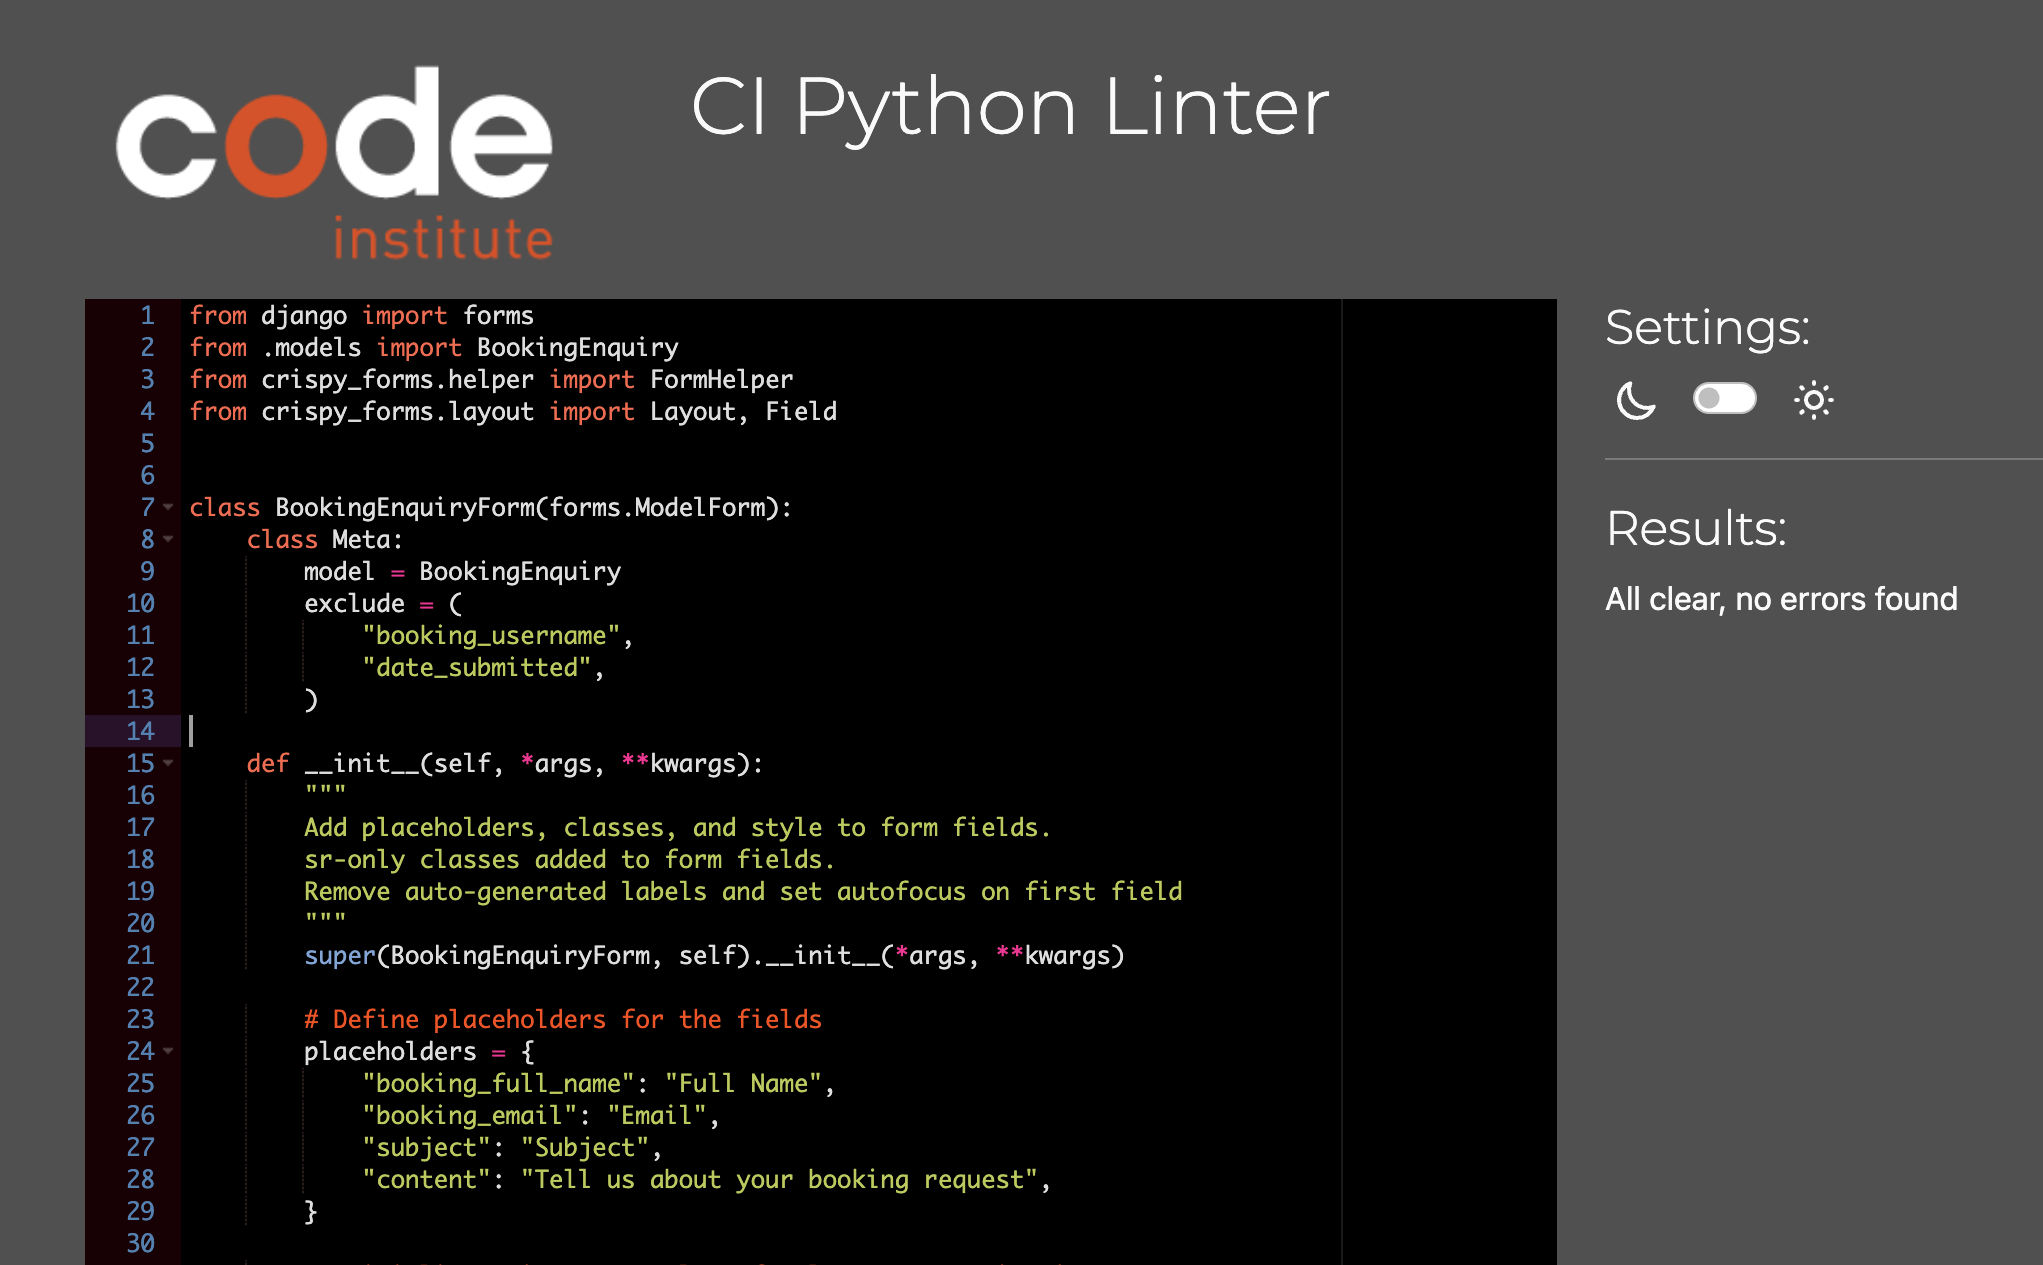 code
institute
CI Python Linter
1 from django import forms
2 from .models import BookingEnquiry
3 from crispy_forms.helper import FormHelper
4 from crispy_forms.layout import Layout, Field
5
6
7 class BookingEnquiryForm(forms.ModelForm):
8     class Meta:
9         model = BookingEnquiry
10         exclude = (
11             "booking_username",
12             "date_submitted",
13         )
14
15     def __init__(self, *args, **kwargs):
16         """
17         Add placeholders, classes, and style to form fields.
18         sr-only classes added to form fields.
19         Remove auto-generated labels and set autofocus on first field
20         """
21         super(BookingEnquiryForm, self).__init__(*args, **kwargs)
22
23         # Define placeholders for the fields
24         placeholders = {
25             "booking_full_name": "Full Name",
26             "booking_email": "Email",
27             "subject": "Subject",
28             "content": "Tell us about your booking request",
29         }
30
Settings:
Results:
All clear, no errors found